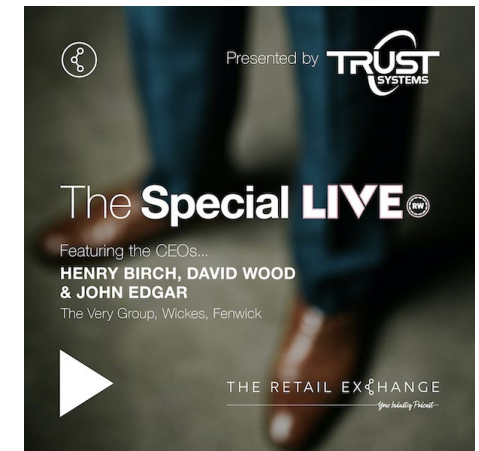 Presented by TRUST
SYSTEMS
The Special LIVE RW
Featuring the CEOs...
HENRY BIRCH, DAVID WOOD
& JOHN EDGAR
The Very Group, Wickes, Fenwick
THE RETAIL EXCHANGE
Your Industry Podcast